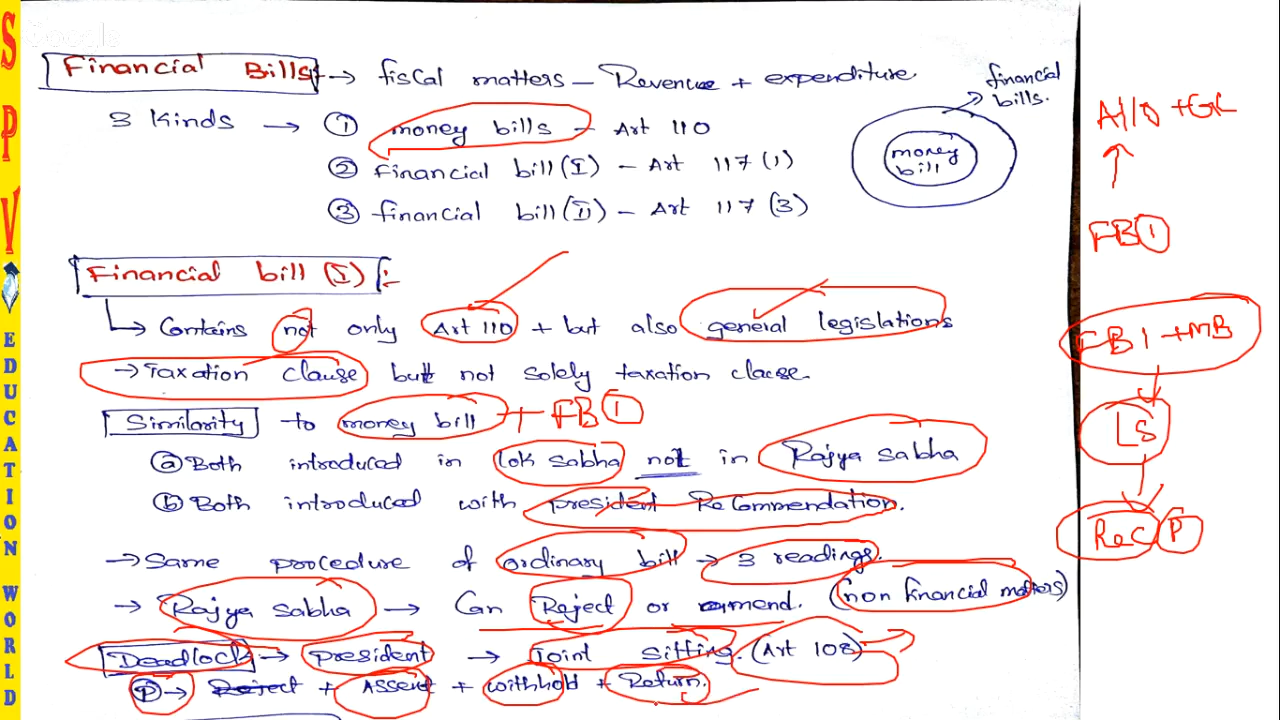 SPV EDUCATION WORLD
Financial Bills → fiscal matters - Revenue + expenditure.
3 Kinds → ① money bills - Art 110
② Financial bill (I) - Art 117 (1)
③ financial bill (II) - Art 117 (3)
financial bills.
money bill
Financial bill (I) :-
↳ Contains not only Art 110 + but also general legislations
→ Taxation clause but not solely taxation clause.
Similarity to money bill + FB ①
ⓐ Both introduced in Lok Sabha not in Rajya Sabha
ⓑ Both introduced with president Recommendation.
→ Same procedure of ordinary bill → 3 readings.
→ Rajya Sabha → Can Reject or amend. (non financial matters)
Deadlock → president → Joint Sitting. (Art 108)
Ⓟ → Reject + Assent + withhold + Return.
FB ①
FB 1 + MB
LS
Rec Ⓟ